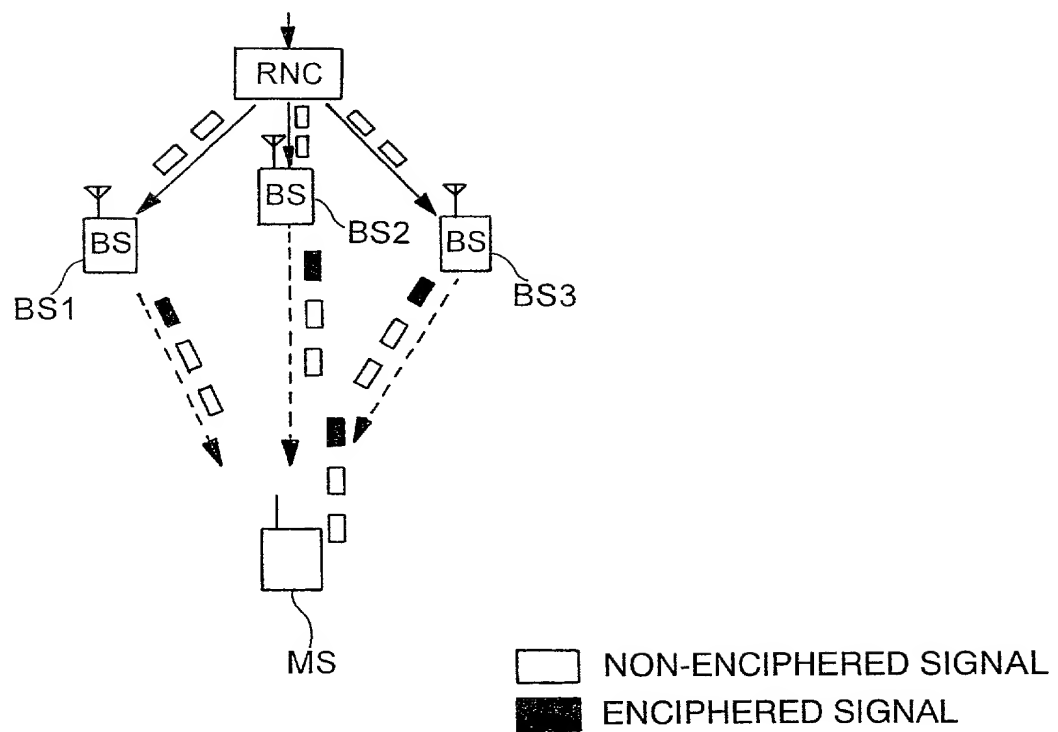 RNC
BS
BS2
BS
BS1
BS
BS3
MS
NON-ENCIPHERED SIGNAL
ENCIPHERED SIGNAL